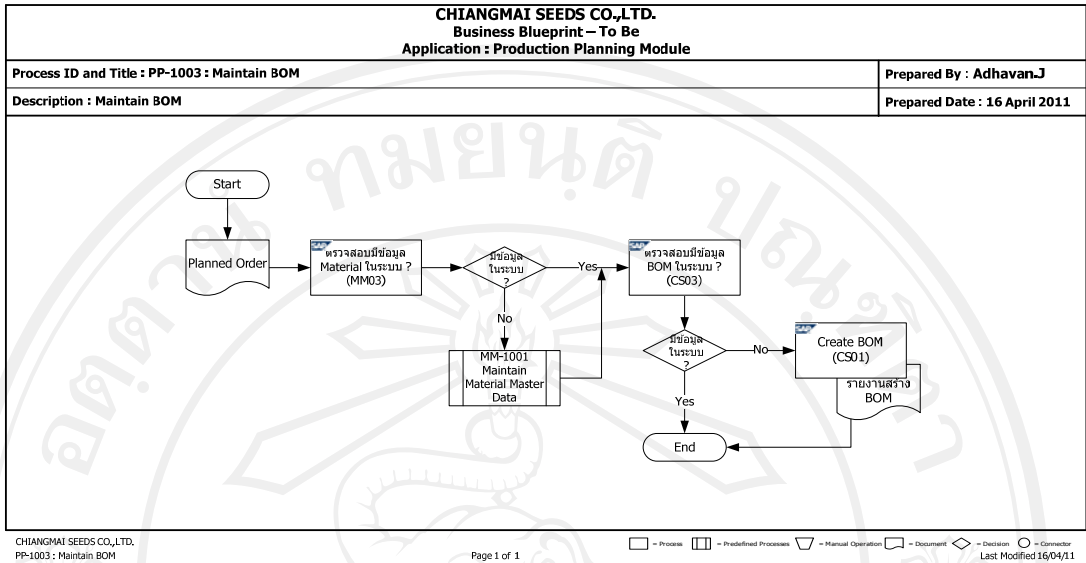 CHIANGMAI SEEDS CO.,LTD.
Business Blueprint – To Be
Application : Production Planning Module
Process ID and Title : PP-1003 : Maintain BOM
Prepared By : Adhavan.J
Description : Maintain BOM
Prepared Date : 16 April 2011
Start
Planned Order
SAP
ตรวจสอบมีข้อมูล
Material ในระบบ ?
(MM03)
มีข้อมูล
ในระบบ
?
Yes
No
MM-1001
Maintain
Material Master
Data
SAP
ตรวจสอบมีข้อมูล
BOM ในระบบ ?
(CS03)
มีข้อมูล
ในระบบ
?
No
Yes
SAP
Create BOM
(CS01)
รายงานสร้าง
BOM
End
CHIANGMAI SEEDS CO.,LTD.
PP-1003 : Maintain BOM
Page 1 of 1
= Process
= Predefined Processes
= Manual Operation
= Document
= Decision
= Connector
Last Modified 16/04/11